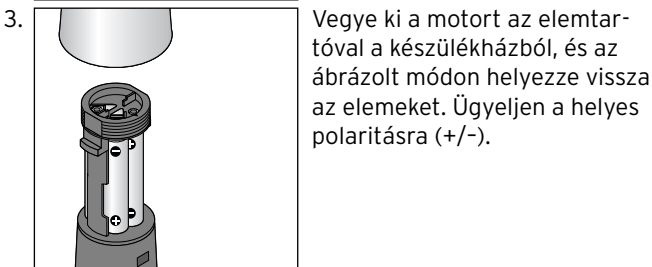 3. Vegye ki a motort az elemtar-
tóval a készülékházból, és az
ábrázolt módon helyezze vissza
az elemeket. Ügyeljen a helyes
polaritásra (+/–).